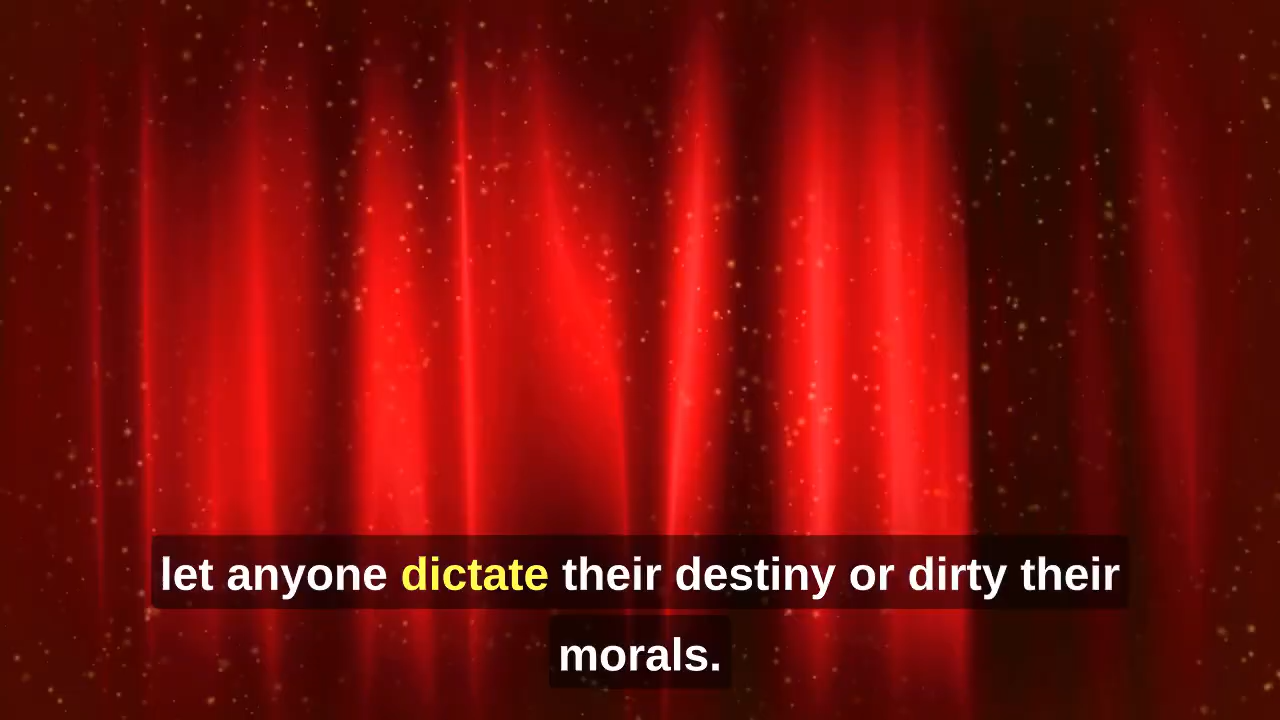 let anyone dictate their destiny or dirty their
morals.